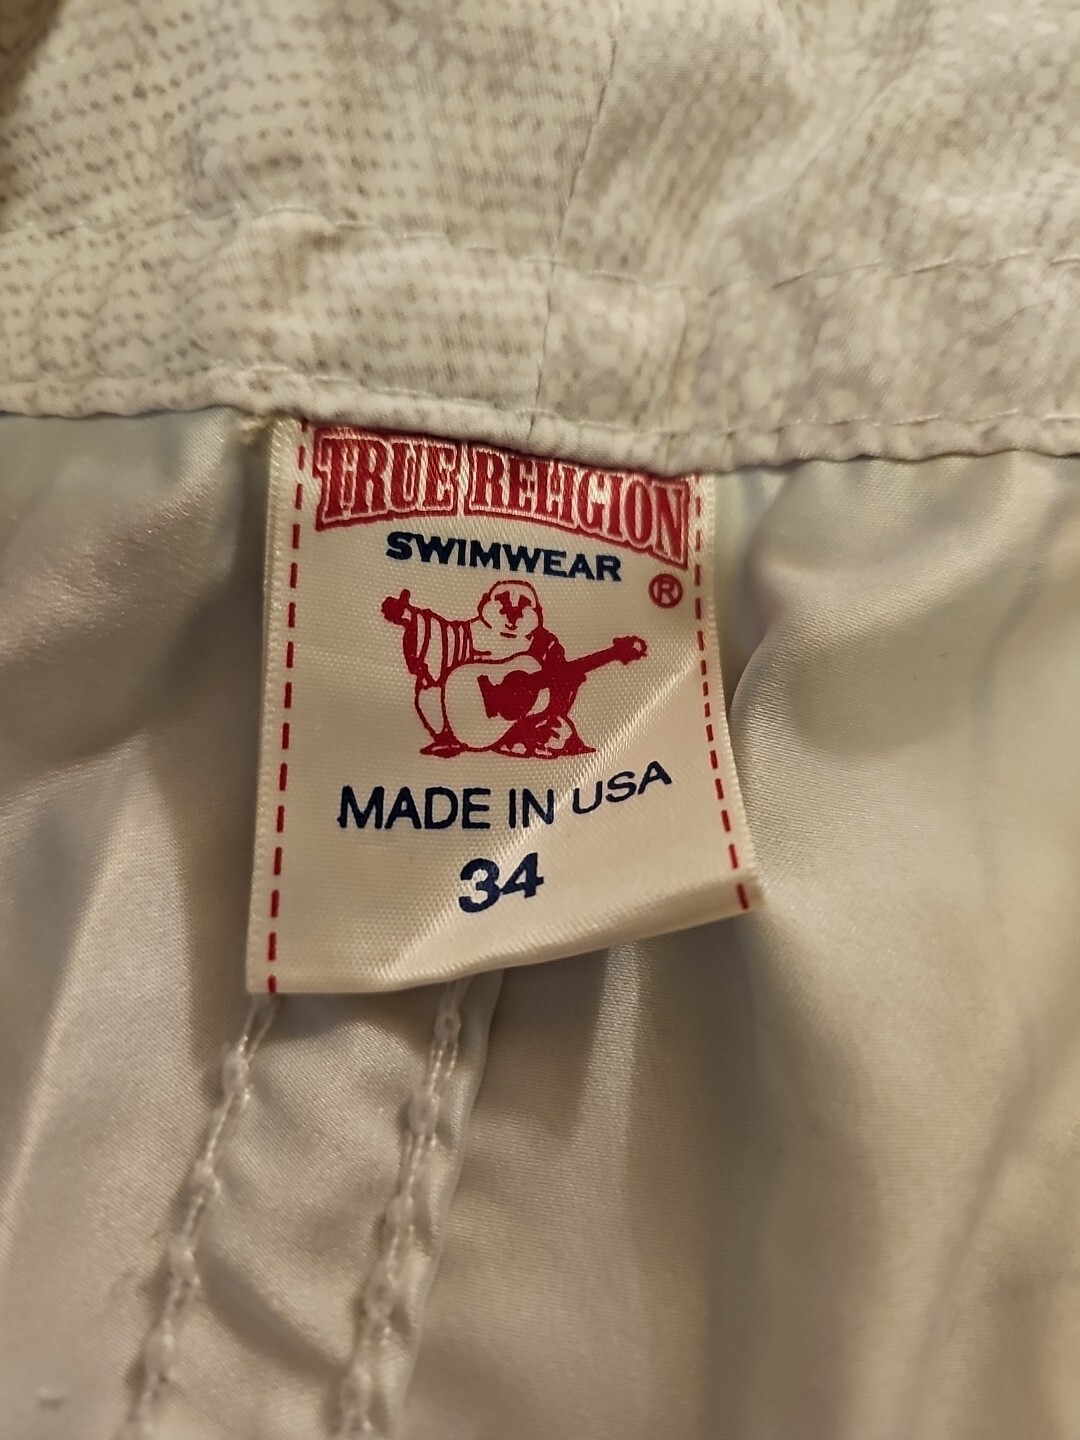 TRUE RELIGION
SWIMWEAR
®
MADE IN USA
34